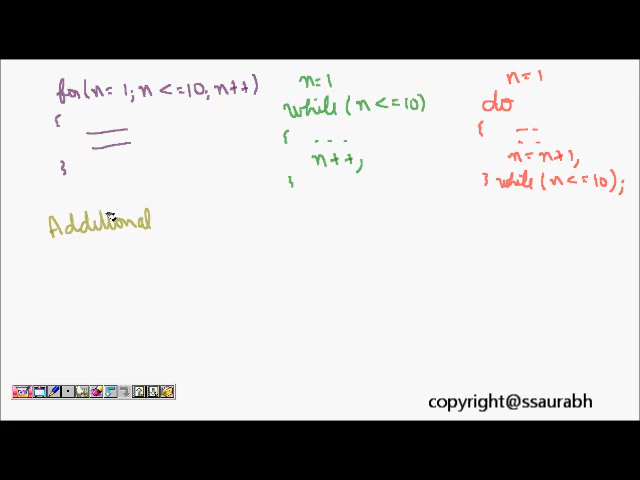 for(n=1;n<=10;n++)
{
}
n=1
while(n<=10)
{ ...
n++;
}
n=1
do
{ --
--
n=n+1,
} while(n<=10);
Additional
copyright@ssaurabh